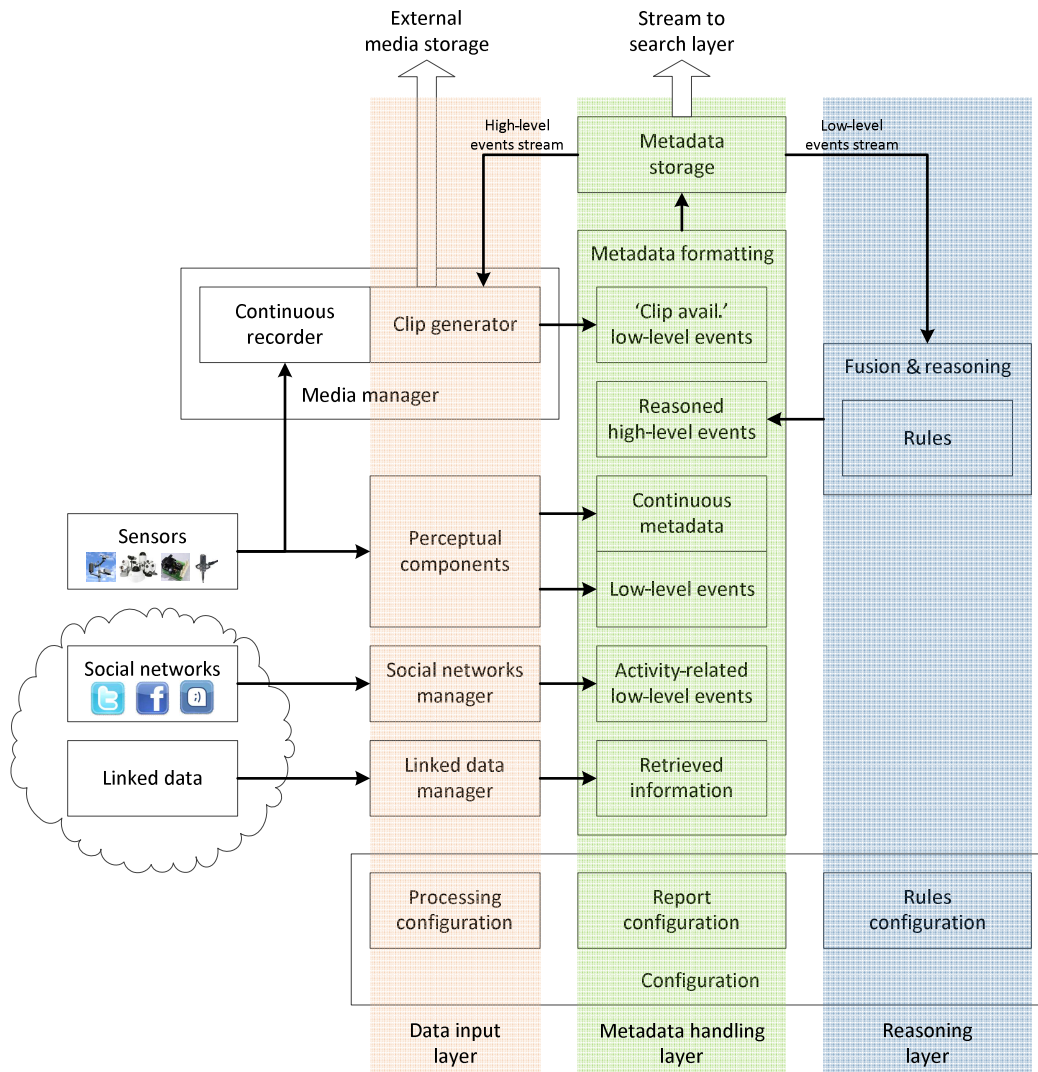 External
media storage
Stream to
search layer
High-level
events stream
Metadata
storage
Low-level
events stream
Metadata formatting
Continuous
recorder
Clip generator
‘Clip avail.’
low-level events
Media manager
Fusion & reasoning
Reasoned
high-level events
Rules
Sensors
Perceptual
components
Continuous
metadata
Low-level events
Social networks
t
f
;)
Social networks
manager
Activity-related
low-level events
Linked data
Linked data
manager
Retrieved
information
Processing
configuration
Report
configuration
Rules
configuration
Configuration
Data input
layer
Metadata handling
layer
Reasoning
layer